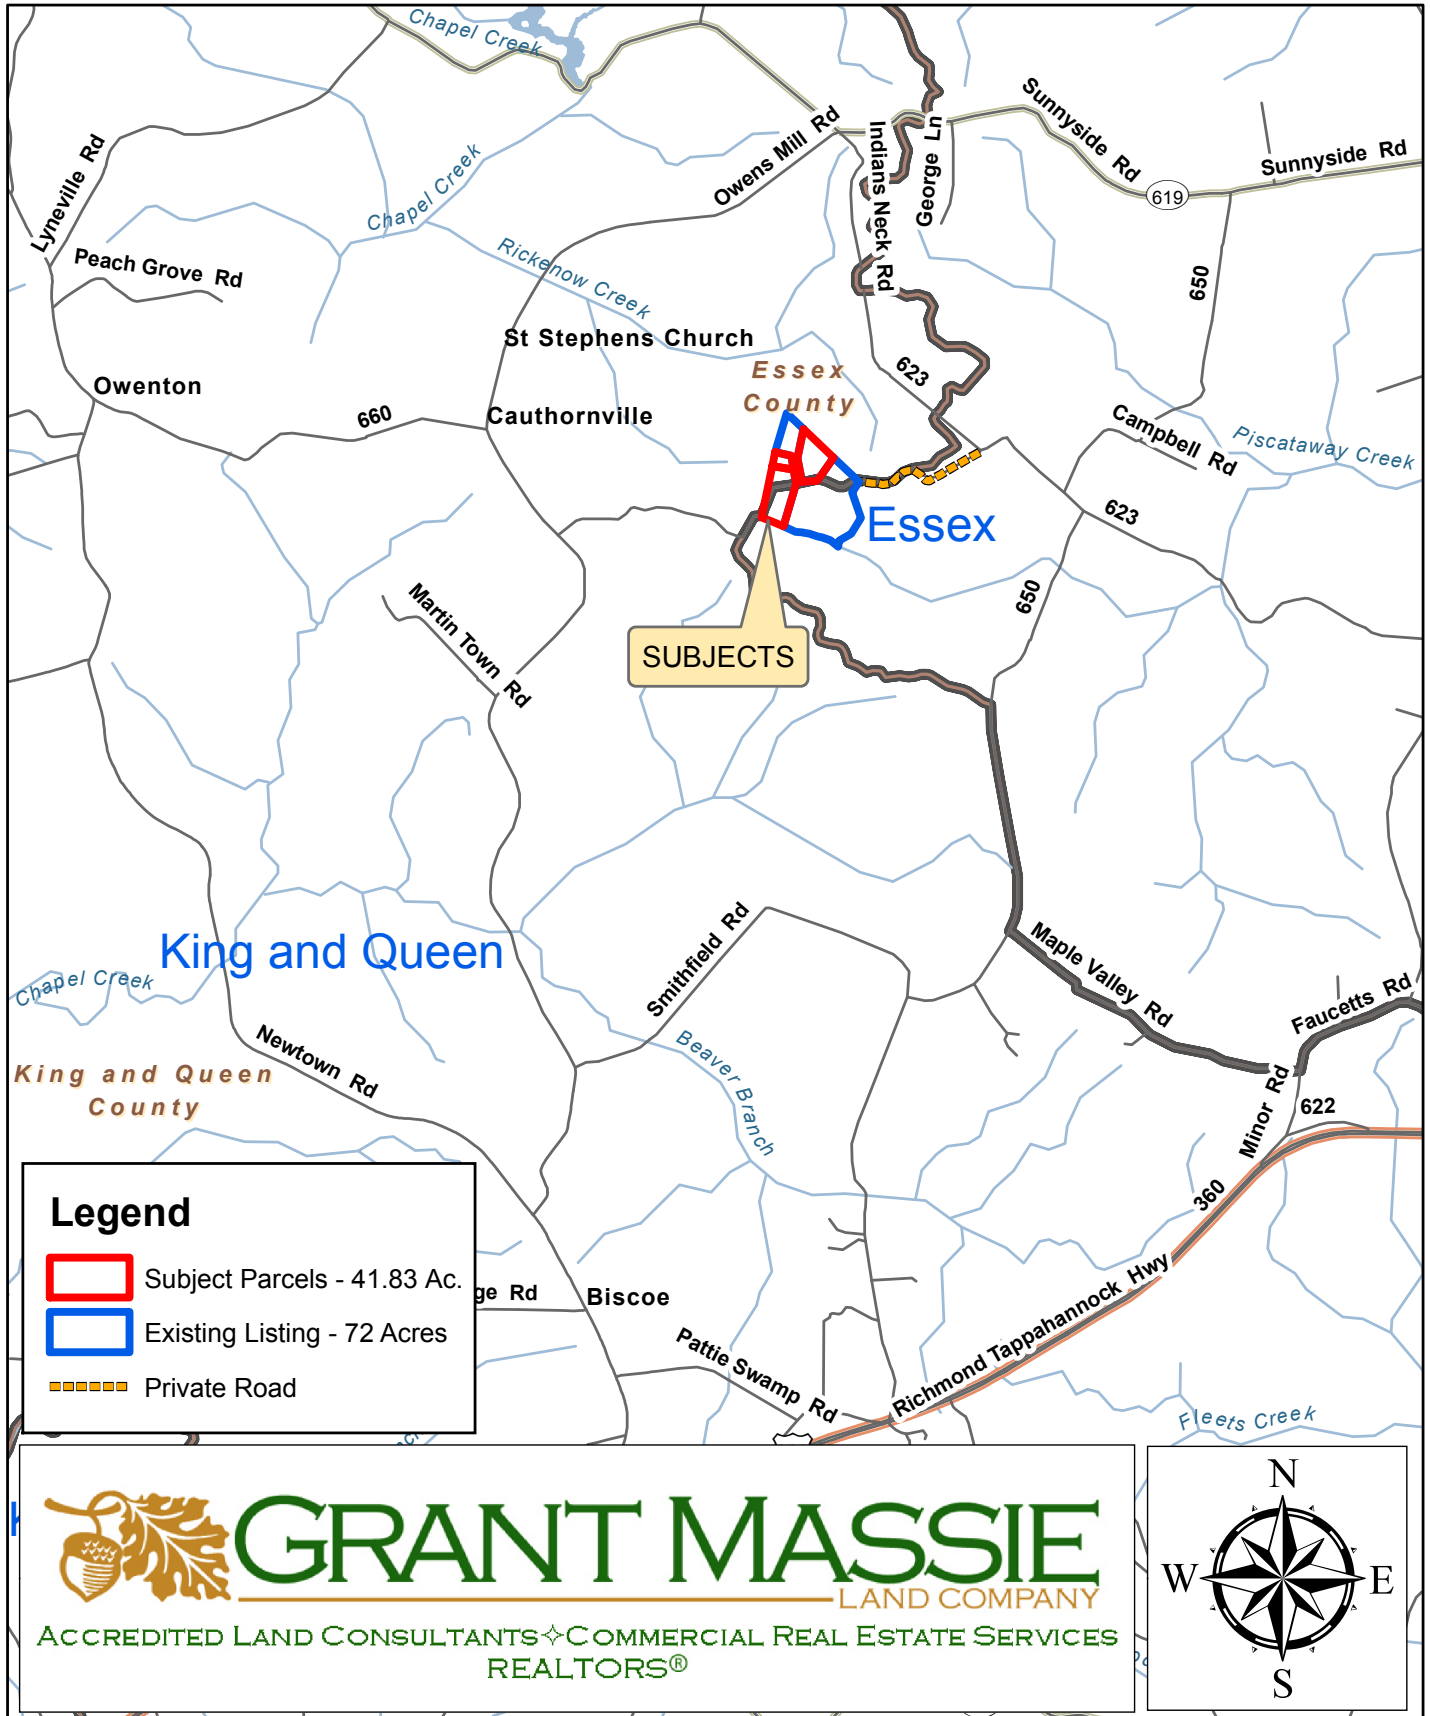 Chapel Creek
Sunnyside Rd
Sunnyside Rd
619
Owens Mill Rd
Indians Neck Rd
George Ln
Lyneville Rd
Chapel Creek
Peach Grove Rd
Rickenow Creek
650
St Stephens Church
Essex
County
623
Owenton
660
Cauthornville
Campbell Rd
Piscataway Creek
Essex
623
650
Martin Town Rd
SUBJECTS
King and Queen
Smithfield Rd
Maple Valley Rd
Chapel Creek
Faucetts Rd
Newtown Rd
Beaver Branch
King and Queen
County
Minor Rd
622
360
Legend
Subject Parcels - 41.83 Ac.
Existing Listing - 72 Acres
Private Road
ge Rd
Biscoe
Pattie Swamp Rd
Richmond Tappahannock Hwy
Fleets Creek
GRANT MASSIE
LAND COMPANY
ACCREDITED LAND CONSULTANTS✧COMMERCIAL REAL ESTATE SERVICES
REALTORS®
N
W
E
S